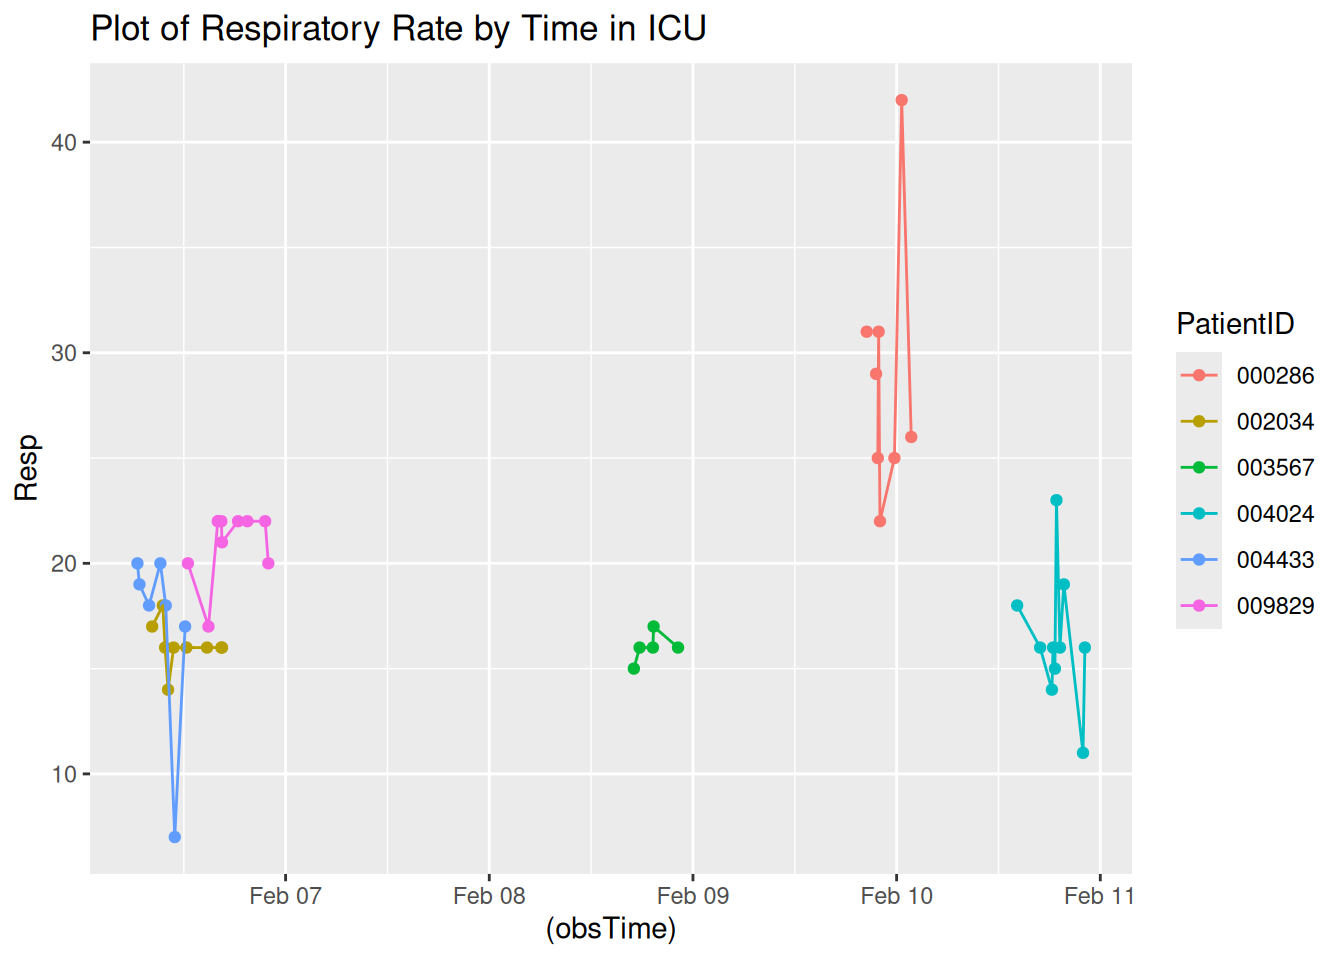 Plot of Respiratory Rate by Time in ICU
Resp
40
30
20
10
Feb 07
Feb 08
Feb 09
Feb 10
Feb 11
(obsTime)
PatientID
000286
002034
003567
004024
004433
009829